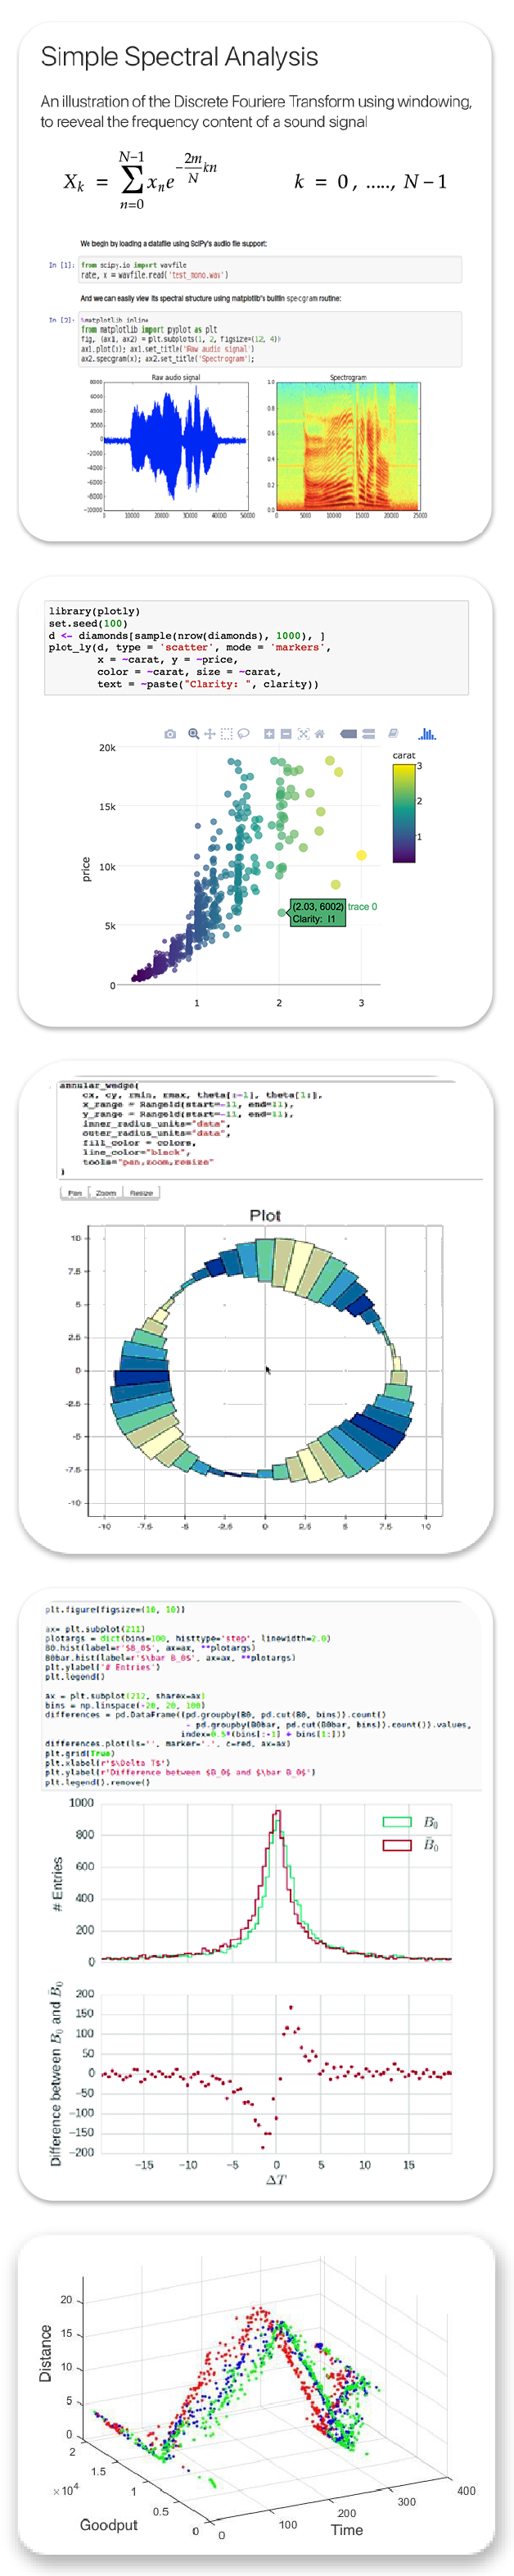 Simple Spectral Analysis
An illustration of the Discrete Fouriere Transform using windowing,
to reeveal the frequency content of a sound signal
N-1
X_k = ∑ x_n e^{-\frac{2m}{N}kn}    k = 0, ....., N-1
n=0
We begin by loading a datafile using SciPy's audio file support:
In [1]: from scipy.io import wavfile
rate, x = wavfile.read('test_mono.wav')
And we can easily view its spectral structure using matplotlib's builtin specgram routine:
In [2]: %matplotlib inline
from matplotlib import pyplot as plt
fig, (ax1, ax2) = plt.subplots(1, 2, figsize=(12, 4))
ax1.plot(x); ax1.set_title('Raw audio signal')
ax2.specgram(x); ax2.set_title('Spectrogram');
Raw audio signal
8000
6000
4000
2000
0
-2000
-4000
-6000
-8000
-10000
0 10000 20000 30000 40000 50000
Spectrogram
1.0
0.8
0.6
0.4
0.2
0.0
0 5000 10000 15000 20000 25000
library(plotly)
set.seed(100)
d <- diamonds[sample(nrow(diamonds), 1000), ]
plot_ly(d, type = 'scatter', mode = 'markers',
x = ~carat, y = ~price,
color = ~carat, size = ~carat,
text = ~paste("Clarity: ", clarity))
20k
15k
10k
5k
0
price
1 2 3
carat
3
2
1
(2.03, 6002) trace 0
Clarity: I1
annular_wedge(
cx, cy, rmin, rmax, theta[:-1], theta[1:],
x_range = Range1d(start=-11, end=11),
y_range = Range1d(start=-11, end=11),
inner_radius_units="data",
outer_radius_units="data",
fill_color = colors,
line_color="black",
tools="pan,zoom,resize"
)
Pan Zoom Resize
Plot
10
7.5
5
2.5
0
-2.5
-5
-7.5
-10
-10 -7.5 -5 -2.5 0 2.5 5 7.5 10
plt.figure(figsize=(10, 10))
ax= plt.subplot(211)
plotargs = dict(bins=100, histtype='step', linewidth=2.0)
B0.hist(label=r'$B_0$', ax=ax, **plotargs)
B0bar.hist(label=r'$\bar B_0$', ax=ax, **plotargs)
plt.ylabel('# Entries')
plt.legend()
ax = plt.subplot(212, sharex=ax)
bins = np.linspace(-20, 20, 100)
differences = pd.DataFrame((pd.groupby(B0, pd.cut(B0, bins)).count()
- pd.groupby(B0bar, pd.cut(B0bar, bins)).count()).values,
index=0.5*(bins[:-1] + bins[1:]))
differences.plot(ls='', marker='.', c=red, ax=ax)
plt.grid(True)
plt.xlabel(r'$\Delta T$')
plt.ylabel(r'Difference between $B_0$ and $\bar B_0$')
plt.legend().remove()
1000
800
600
400
200
0
# Entries
B₀
B̄₀
200
150
100
50
0
-50
-100
-150
-200
Difference between B₀ and B̄₀
-15 -10 -5 0 5 10 15
ΔT
20
15
10
5
0
Distance
2
1.5
×10⁴
1
0.5
0
Goodput
0 100 200 300 400
Time